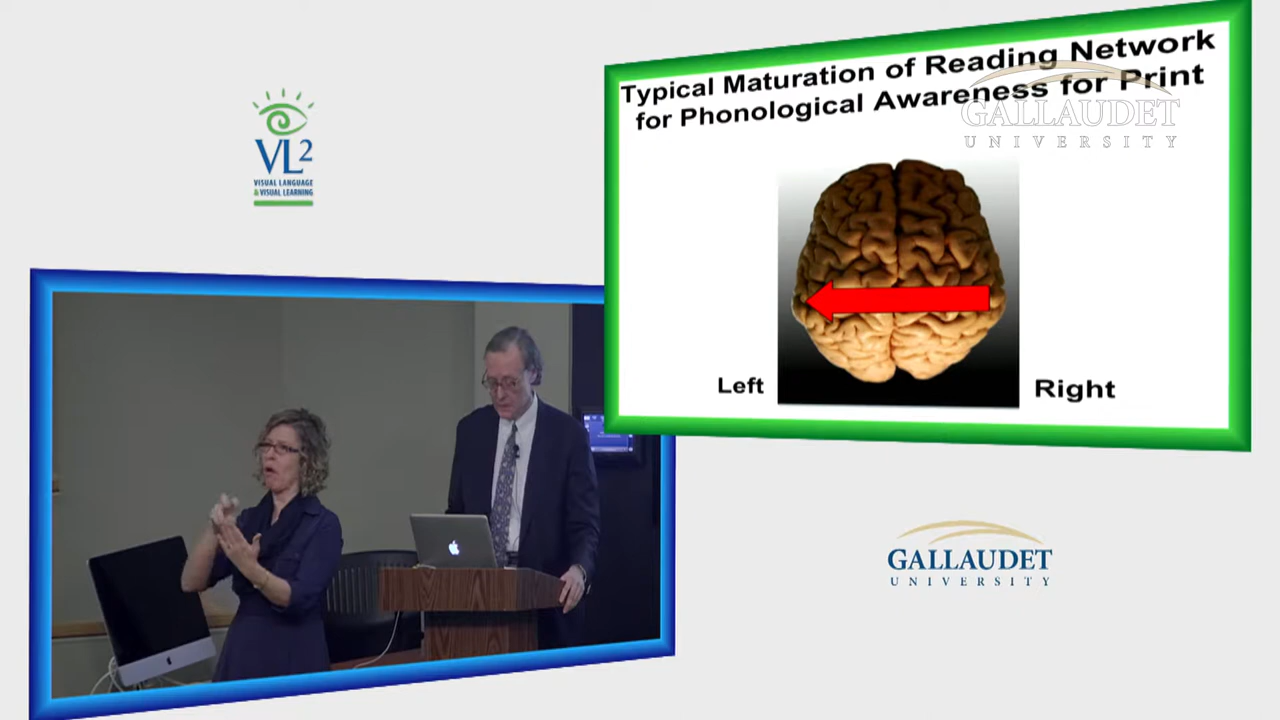 VL2
VISUAL LANGUAGE
& VISUAL LEARNING
Typical Maturation of Reading Network
for Phonological Awareness for Print
GALLAUDET
UNIVERSITY
Left
Right
GALLAUDET
UNIVERSITY